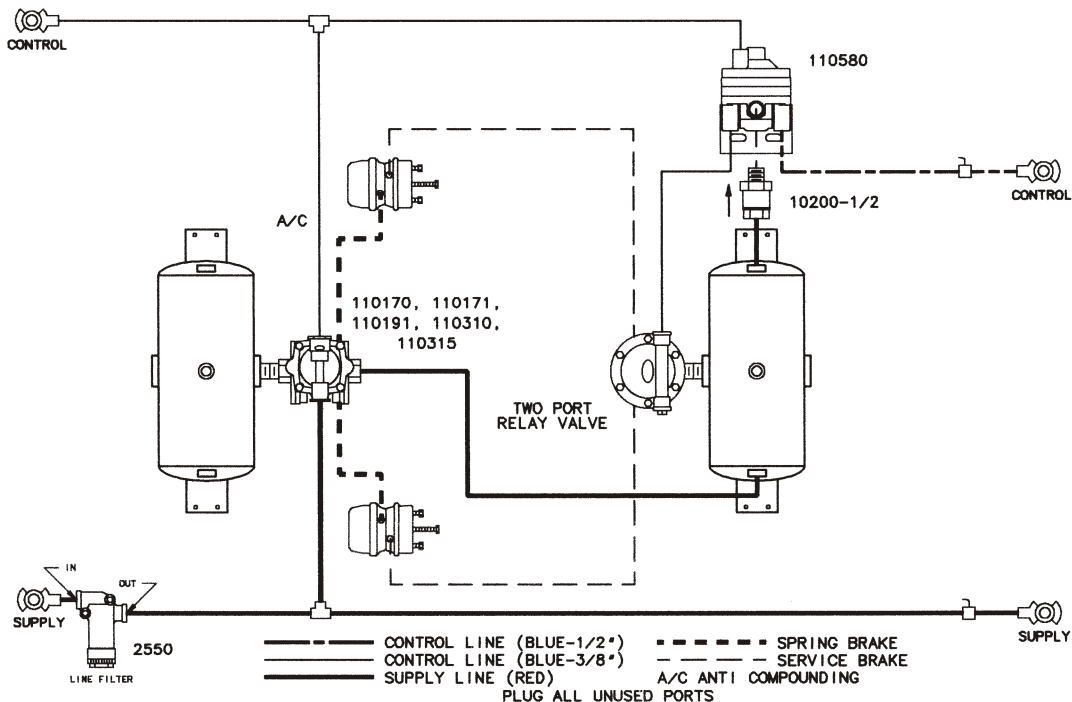 CONTROL
110580
10200-1/2
CONTROL
A/C
110170, 110171,
110191, 110310,
110315
TWO PORT
RELAY VALVE
IN
OUT
SUPPLY
2550
LINE FILTER
SUPPLY
CONTROL LINE (BLUE-1/2")
CONTROL LINE (BLUE-3/8")
SUPPLY LINE (RED)
SPRING BRAKE
SERVICE BRAKE
A/C ANTI COMPOUNDING
PLUG ALL UNUSED PORTS